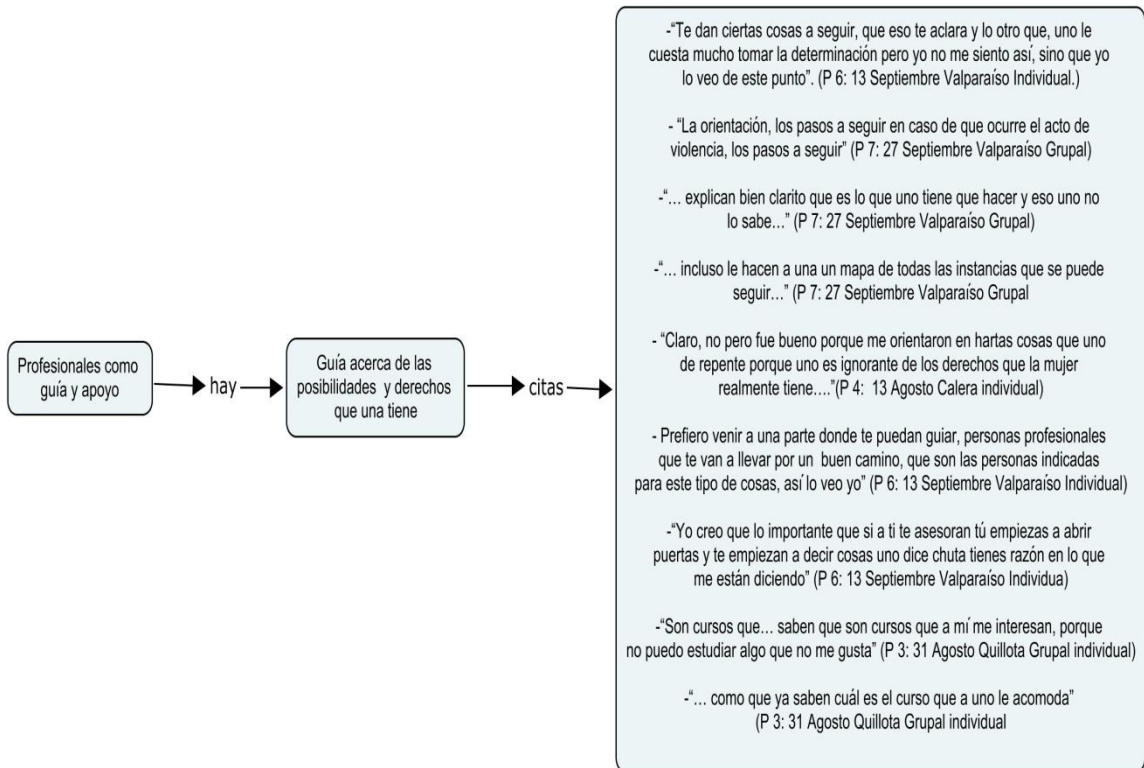 Profesionales como
guía y apoyo
hay
Guía acerca de las
posibilidades y derechos
que una tiene
citas
-“Te dan ciertas cosas a seguir, que eso te aclara y lo otro que, uno le
cuesta mucho tomar la determinación pero yo no me siento así, sino que yo
lo veo de este punto”. (P 6: 13 Septiembre Valparaíso Individual.)
- “La orientación, los pasos a seguir en caso de que ocurre el acto de
violencia, los pasos a seguir” (P 7: 27 Septiembre Valparaíso Grupal)
-“… explican bien clarito que es lo que uno tiene que hacer y eso uno no
lo sabe…” (P 7: 27 Septiembre Valparaíso Grupal)
-“… incluso le hacen a una un mapa de todas las instancias que se puede
seguir…” (P 7: 27 Septiembre Valparaíso Grupal
- “Claro, no pero fue bueno porque me orientaron en hartas cosas que uno
de repente porque uno es ignorante de los derechos que la mujer
realmente tiene….”(P 4: 13 Agosto Calera individual)
- Prefiero venir a una parte donde te puedan guiar, personas profesionales
que te van a llevar por un buen camino, que son las personas indicadas
para este tipo de cosas, así lo veo yo” (P 6: 13 Septiembre Valparaíso Individual)
-“Yo creo que lo importante que si a ti te asesoran tú empiezas a abrir
puertas y te empiezan a decir cosas uno dice chuta tienes razón en lo que
me están diciendo” (P 6: 13 Septiembre Valparaíso Individua)
-“Son cursos que… saben que son cursos que a mí me interesan, porque
no puedo estudiar algo que no me gusta” (P 3: 31 Agosto Quillota Grupal individual)
-“… como que ya saben cuál es el curso que a uno le acomoda”
(P 3: 31 Agosto Quillota Grupal individual